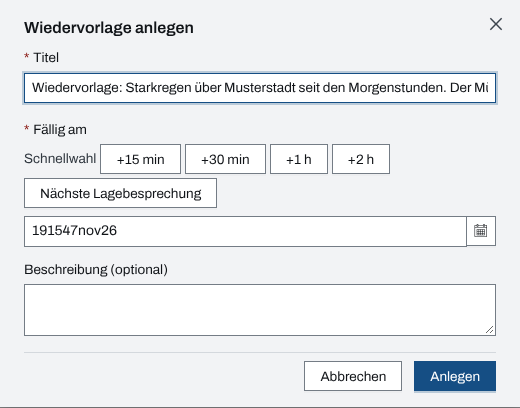 Wiedervorlage anlegen
* Titel
Wiedervorlage: Starkregen über Musterstadt seit den Morgenstunden. Der Mü
* Fällig am
Schnellwahl +15 min +30 min +1 h +2 h
Nächste Lagebesprechung
191547nov26
Beschreibung (optional)
Abbrechen Anlegen